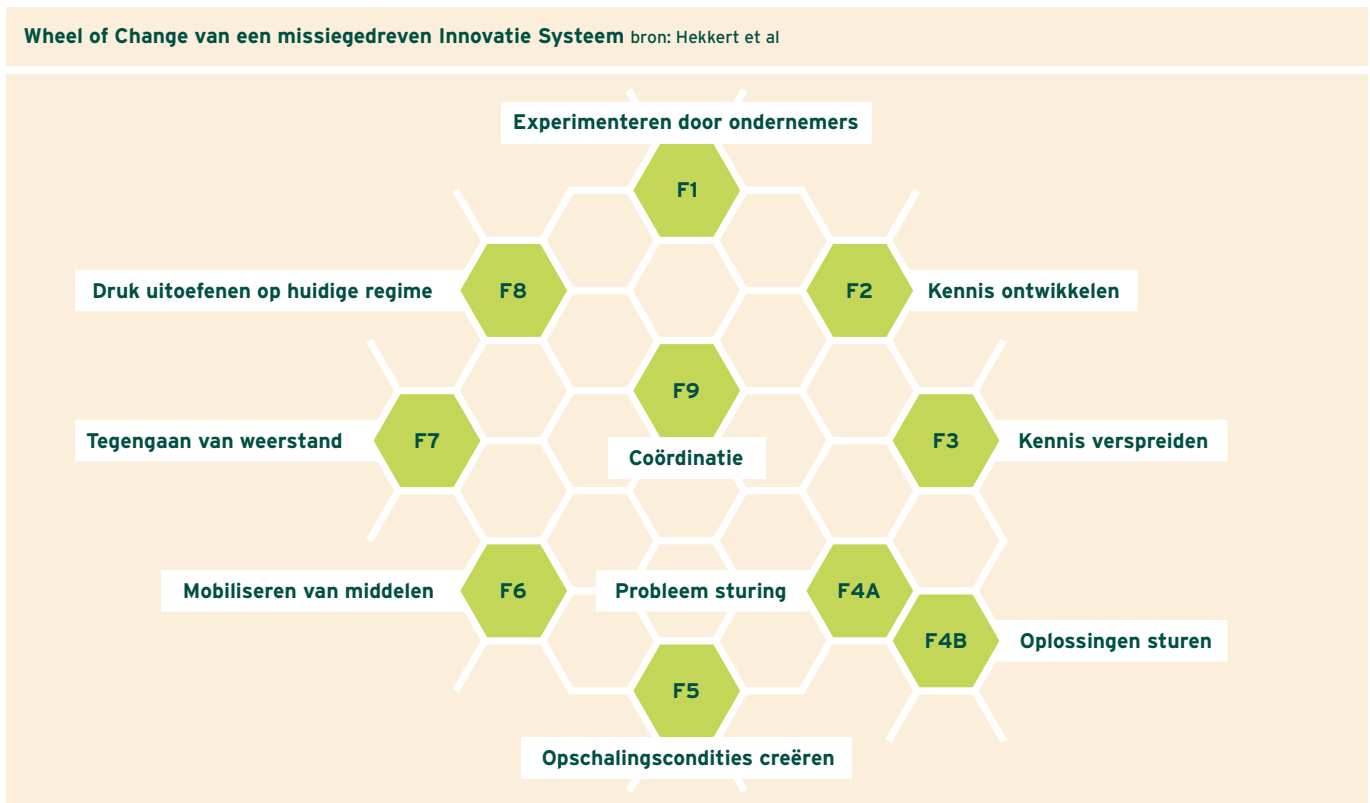 Wheel of Change van een missiegedreven Innovatie Systeem bron: Hekkert et al
Experimenteren door ondernemers
F1
Druk uitoefenen op huidige regime
F8
F2
Kennis ontwikkelen
F9
Tegengaan van weerstand
F7
F3
Kennis verspreiden
Coördinatie
Mobiliseren van middelen
F6
Probleem sturing
F4A
F4B
Oplossingen sturen
F5
Opschalingscondities creëren